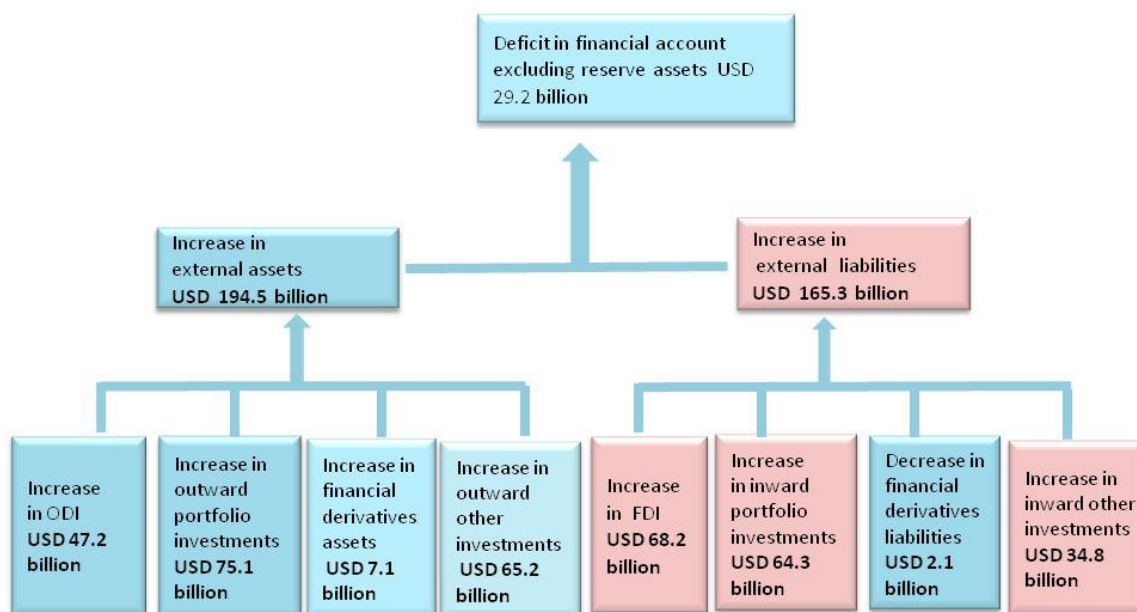 Deficit in financial account
excluding reserve assets USD
29.2 billion
Increase in
external assets
USD 194.5 billion
Increase in
external liabilities
USD 165.3 billion
Increase
in ODI
USD 47.2
billion
Increase in
outward
portfolio
investments
USD 75.1
billion
Increase in
financial
derivatives
assets
USD 7.1
billion
Increase in
outward
other
investments
USD 65.2
billion
Increase
in FDI
USD 68.2
billion
Increase
in inward
portfolio
investments
USD 64.3
billion
Decrease in
financial
derivatives
liabilities
USD 2.1
billion
Increase in
inward other
investments
USD 34.8
billion